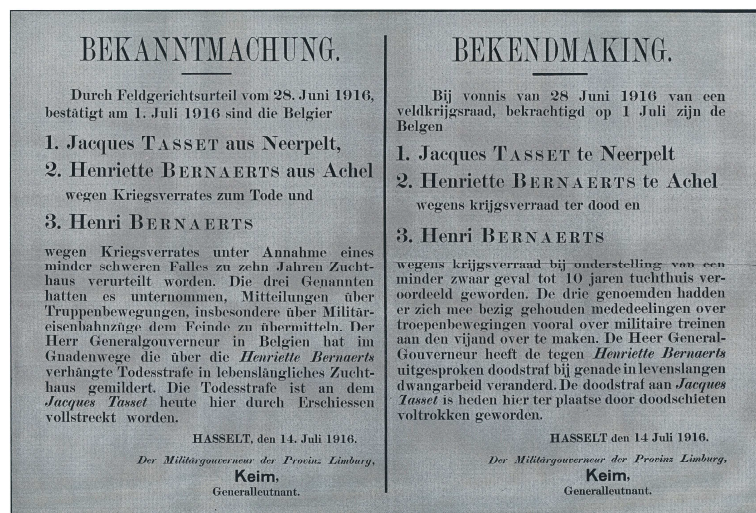 BEKANNTMACHUNG.
Durch Feldgerichtsurteil vom 28. Juni 1916,
bestätigt am 1. Juli 1916 sind die Belgier
1. Jacques TASSET aus Neerpelt,
2. Henriette BERNAERTS aus Achel
wegen Kriegsverrates zum Tode und
3. Henri BERNAERTS
wegen Kriegsverrates unter Annahme eines
minder schweren Falles zu zehn Jahren Zucht-
haus verurteilt worden. Die drei Genannten
hatten es unternommen, Mitteilungen über
Truppenbewegungen, insbesondere über Militär-
eisenbahnzüge dem Feinde zu übermitteln. Der
Herr Generalgouverneur in Belgien hat im
Gnadenwege die über die Henriette Bernaerts
verhängte Todesstrafe in lebenslängliches Zucht-
haus gemildert. Die Todesstrafe ist an dem
Jacques Tasset heute hier durch Erschiessen
vollstreckt worden.
HASSELT, den 14. Juli 1916.
Der Militärgouverneur der Provinz Limburg,
Keim,
Generalleutnant.
BEKENDMAKING.
Bij vonnis van 28 Juni 1916 van een
veldkrijgsraad, bekrachtigd op 1 Juli zijn de
Belgen
1. Jacques TASSET te Neerpelt
2. Henriette BERNAERTS te Achel
wegens krijgsverraad ter dood en
3. Henri BERNAERTS
wegens krijgsverraad bij onderstelling van een
minder zwaar geval tot 10 jaren tuchthuis ver-
oordeeld geworden. De drie genoemden hadden
er zich mee bezig gehouden mededeelingen over
troepenbewegingen vooral over militaire treinen
aan den vijand over te maken. De Heer General-
Gouverneur heeft de tegen Henriette Bernaerts
uitgesproken doodstraf bij genade in levenslangen
dwangarbeid veranderd. De doodstraf aan Jacques
Tasset is heden hier ter plaatse door doodschieten
voltrokken geworden.
HASSELT, den 14 Juli 1916.
Der Militärgouverneur der Provinz Limburg,
Keim,
Generalleutnant.